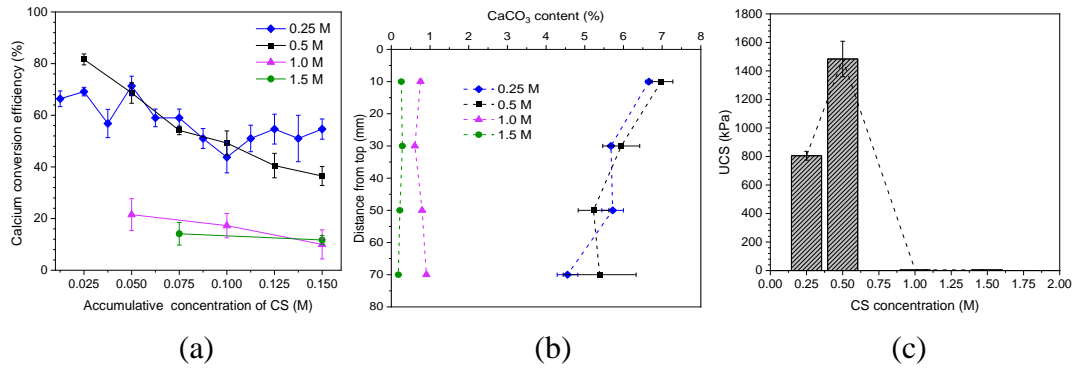 Calcium conversion efficiency (%)
100
80
60
40
20
0
0.25 M
0.5 M
1.0 M
1.5 M
0.025 0.050 0.075 0.100 0.125 0.150
Accumulative concentration of CS (M)
(a)
CaCO3 content (%)
0 1 2 3 4 5 6 7 8
Distance from top (mm)
0
10
20
30
40
50
60
70
80
0.25 M
0.5 M
1.0 M
1.5 M
(b)
UCS (kPa)
1800
1600
1400
1200
1000
800
600
400
200
0
0.00 0.25 0.50 0.75 1.00 1.25 1.50 1.75 2.00
CS concentration (M)
(c)